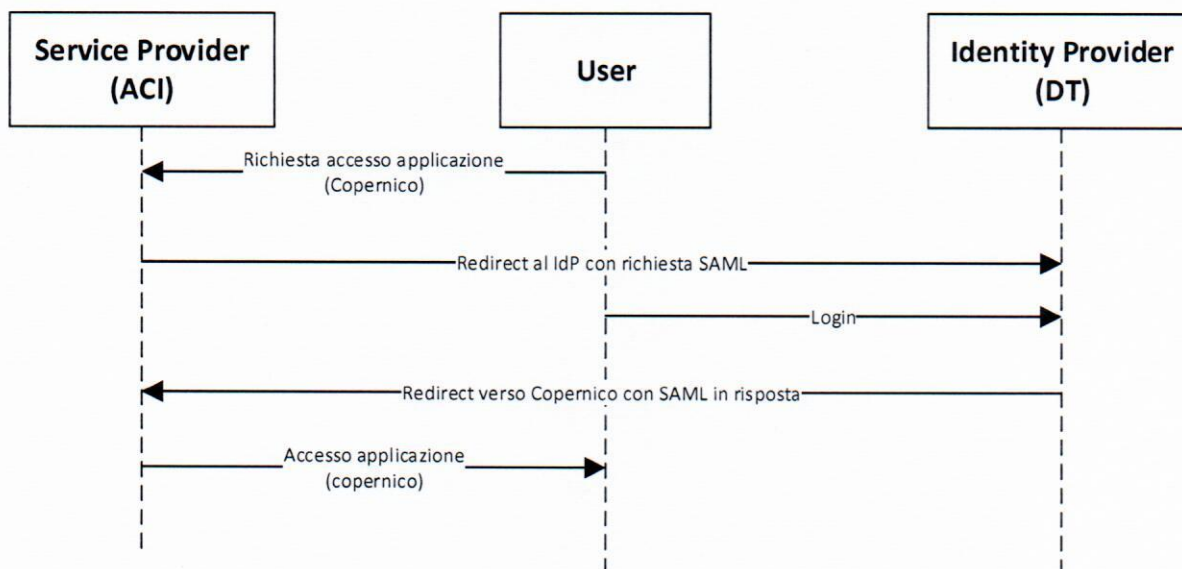 Service Provider
(ACI)
User
Identity Provider
(DT)
Richiesta accesso applicazione
(Copernico)
Redirect al IdP con richiesta SAML
Login
Redirect verso Copernico con SAML in risposta
Accesso applicazione
(copernico)